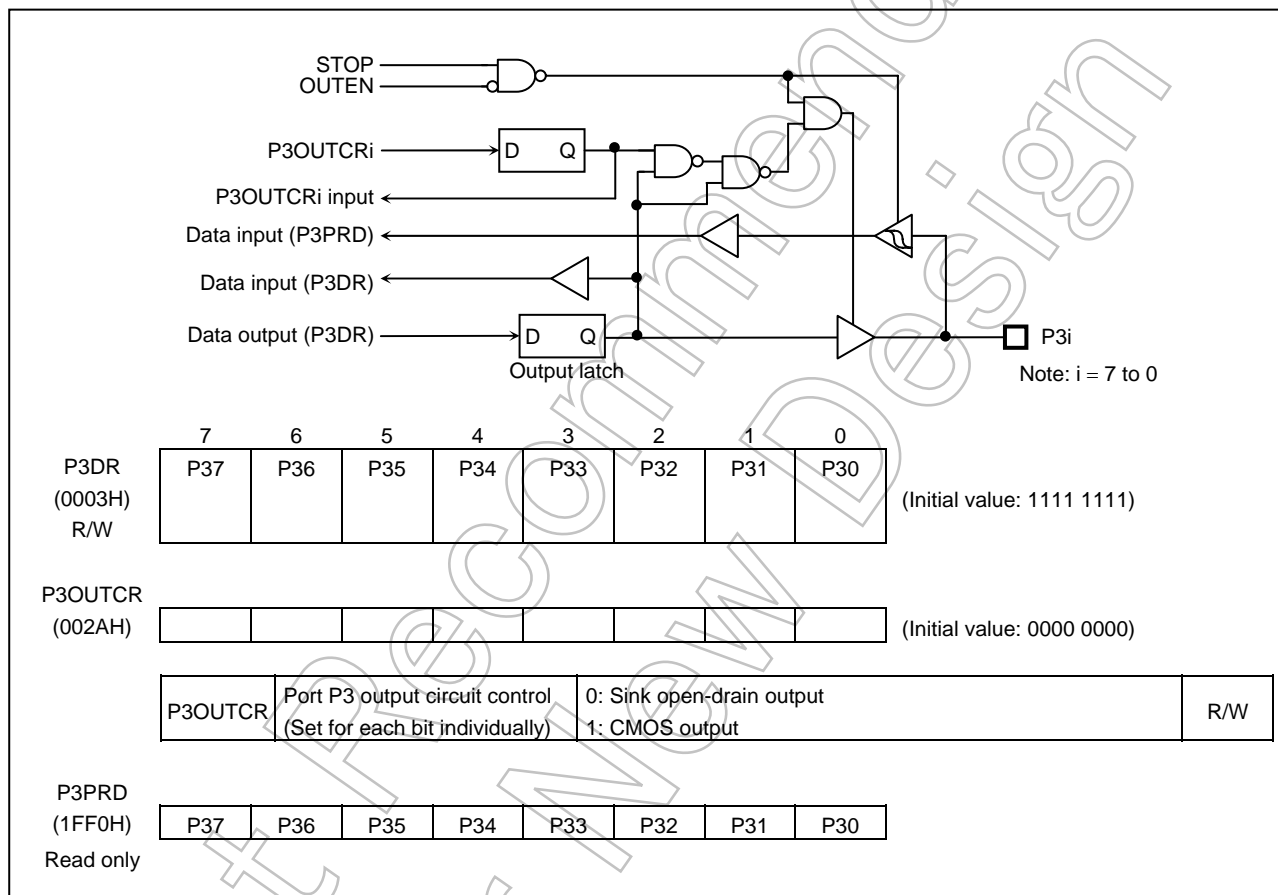 STOP
OUTEN
P3OUTCRi
D Q
P3OUTCRi input
Data input (P3PRD)
Data input (P3DR)
Data output (P3DR)
D Q
P3i
Output latch
Note: i = 7 to 0
7 6 5 4 3 2 1 0
P3DR
(0003H)
R/W
P37 P36 P35 P34 P33 P32 P31 P30
(Initial value: 1111 1111)
P3OUTCR
(002AH)
(Initial value: 0000 0000)
P3OUTCR
Port P3 output circuit control
(Set for each bit individually)
0: Sink open-drain output
1: CMOS output
R/W
P3PRD
(1FF0H)
Read only
P37 P36 P35 P34 P33 P32 P31 P30
Recommend
New Design